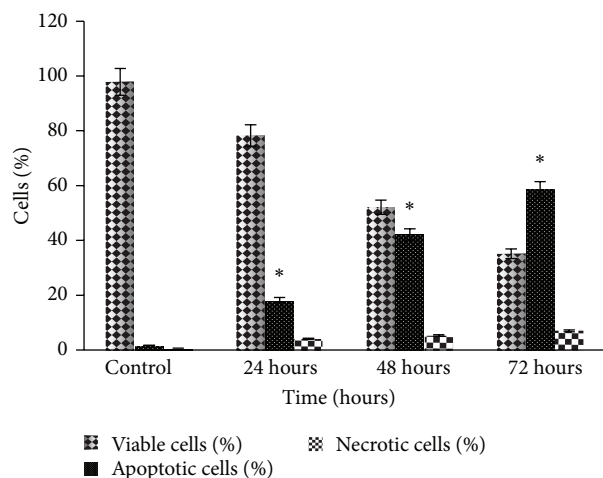 120
100
80
60
40
20
0
Cells (%)
*
*
*
Control
24 hours
48 hours
72 hours
Time (hours)
Viable cells (%)
Necrotic cells (%)
Apoptotic cells (%)